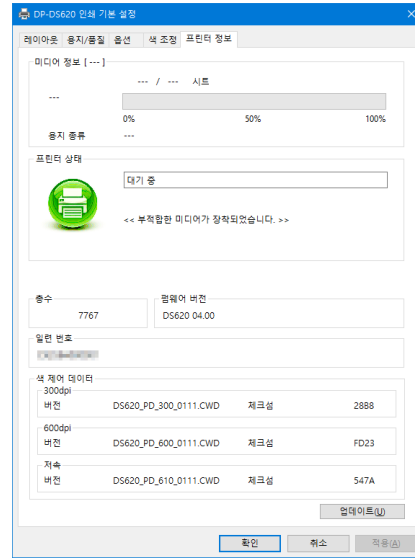 DP-DS620 인쇄 기본 설정
레이아웃 용지/품질 옵션 색 조정 프린터 정보
미디어 정보 [ --- ]
--- / --- 시트
---
0% 50% 100%
용지 종류 ---
프린터 상태
대기 중
<< 부적합한 미디어가 장착되었습니다. >>
총수 펌웨어 버전
7767 DS620 04.00
일련 번호
색 제어 데이터
300dpi
버전 DS620_PD_300_0111.CWD 체크섬 28B8
600dpi
버전 DS620_PD_600_0111.CWD 체크섬 FD23
저속
버전 DS620_PD_610_0111.CWD 체크섬 547A
업데이트(U)
확인 취소 적용(A)